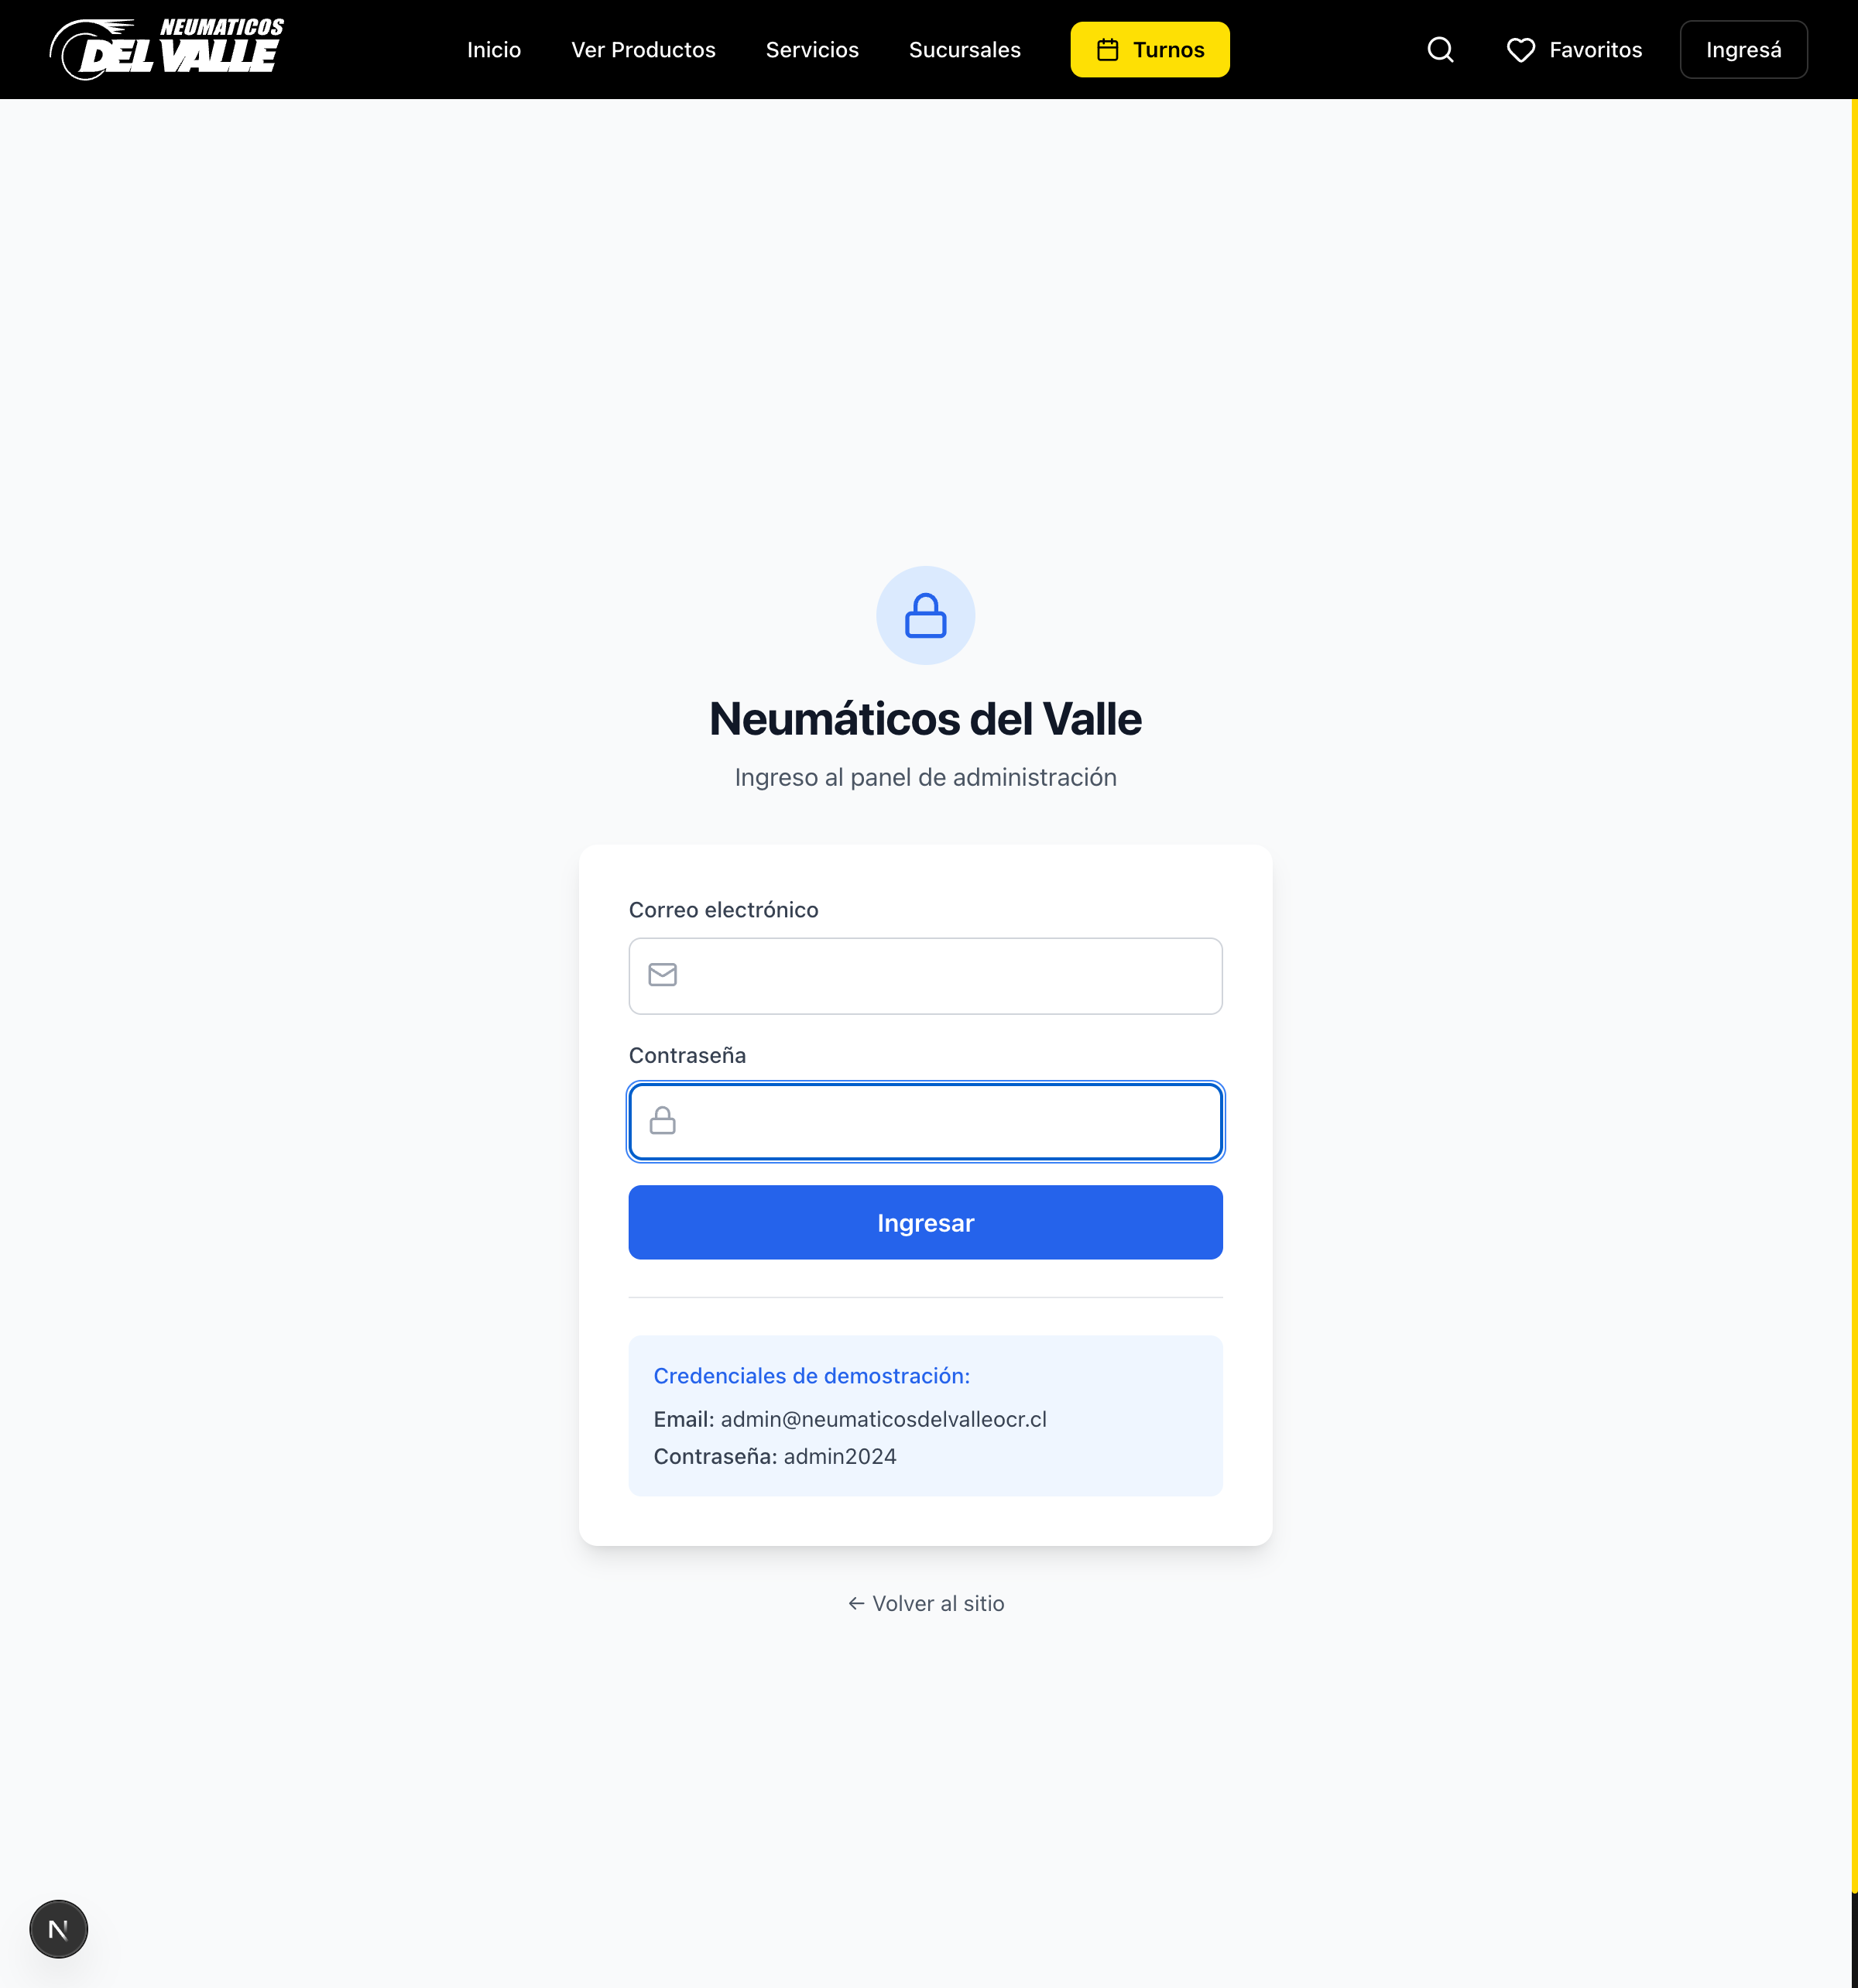 NEUMATICOS
DEL VALLE
Inicio
Ver Productos
Servicios
Sucursales
Turnos
Favoritos
Ingresá
Neumáticos del Valle
Ingreso al panel de administración
Correo electrónico
Contraseña
Ingresar
Credenciales de demostración:
Email: admin@neumaticosdelvalleocr.cl
Contraseña: admin2024
← Volver al sitio
N